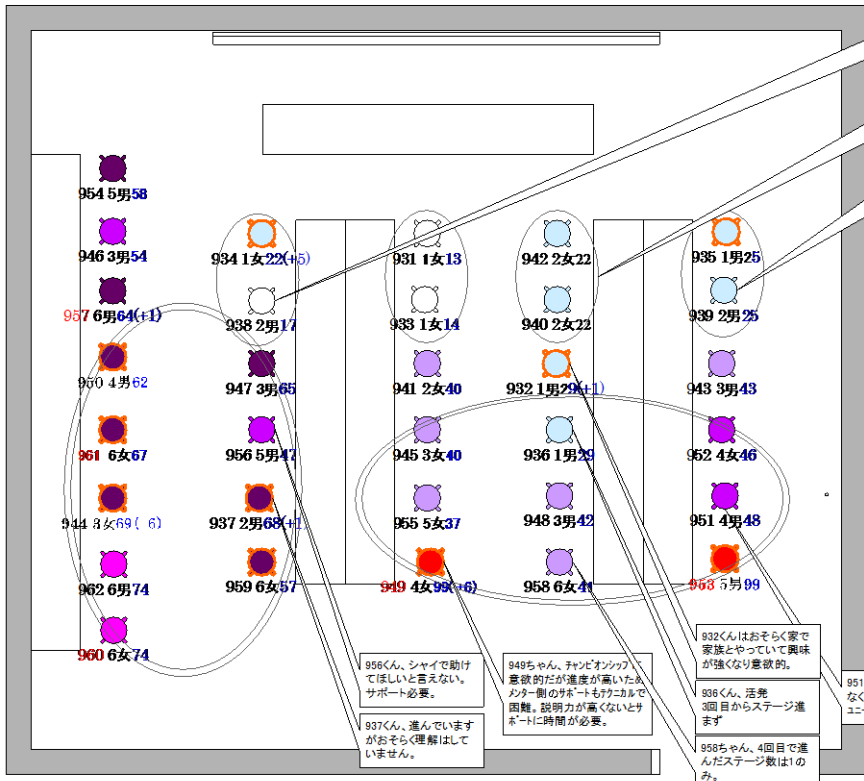 954 5男58
946 3男54
934 1女22(+5)
931 1女13
942 2女22
935 1男25
957 6男64(+1)
938 2男17
933 1女14
940 2女22
939 2男25
950 4男62
947 3男65
941 2女40
932 1男29(+1)
943 3男43
961 6女67
956 5男47
945 3女40
936 1男29
952 4女46
944 3女69(-6)
937 2男68(+1
955 5女37
948 3男42
951 4男48
962 6男74
959 6女57
949 4女99(+6)
958 6女41
953 5男99
960 6女74
932くんはおそらく家で
家族とやっていて興味
が強くなり意欲的。
956くん、シャイで助けて
ほしいと言えない。
サポート必要。
949ちゃん、チャンピオンシップに
意欲的だが進度が高いため
メンター側のサポートもテクニカルで
困難。説明力が高くないとサ
ポートに時間が必要。
936くん、活発
3回目からステージ進
まず
951
なく
ユニー
937くん、進んでいます
がおそらく理解はして
いません。
958ちゃん、4回目で進
んだステージ数は1の
み。